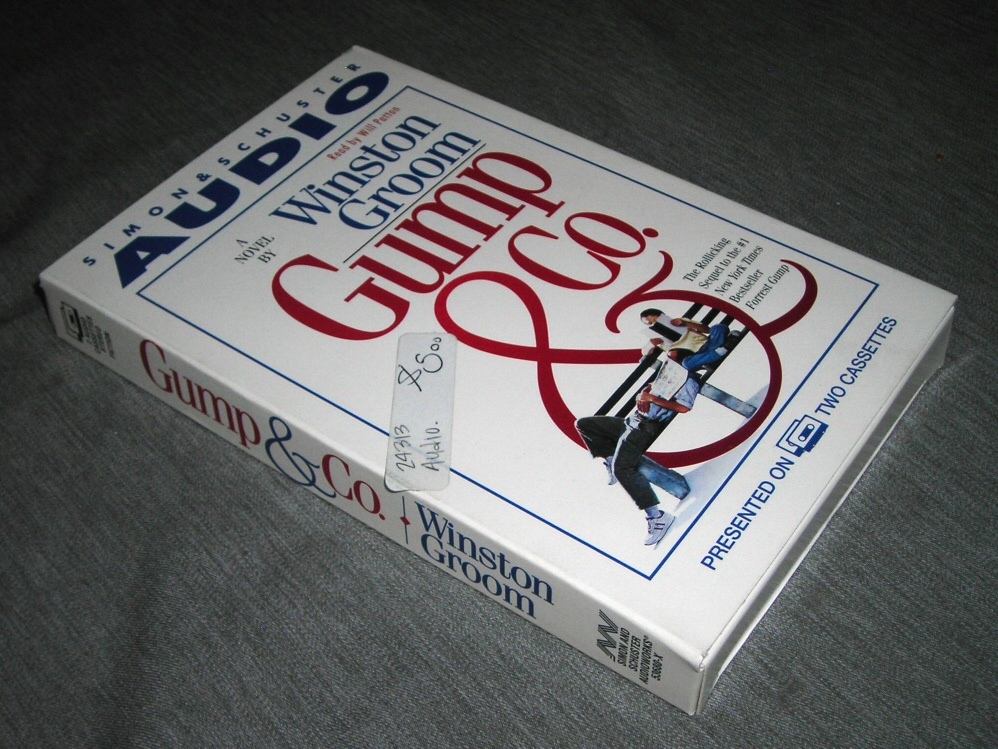 SIMON & SCHUSTER
AUDIO
Read by Will Patton
A
NOVEL
BY
Winston
Groom
Gump
& Co.
The Rollicking
Sequel to the #1
New York Times
Bestseller
Forrest Gump
PRESENTED ON TWO CASSETTES
24313 $500
Audio.
Gump & Co.
Winston
Groom
SIMON AND
SCHUSTER
AUDIOWORKS®
53680-X